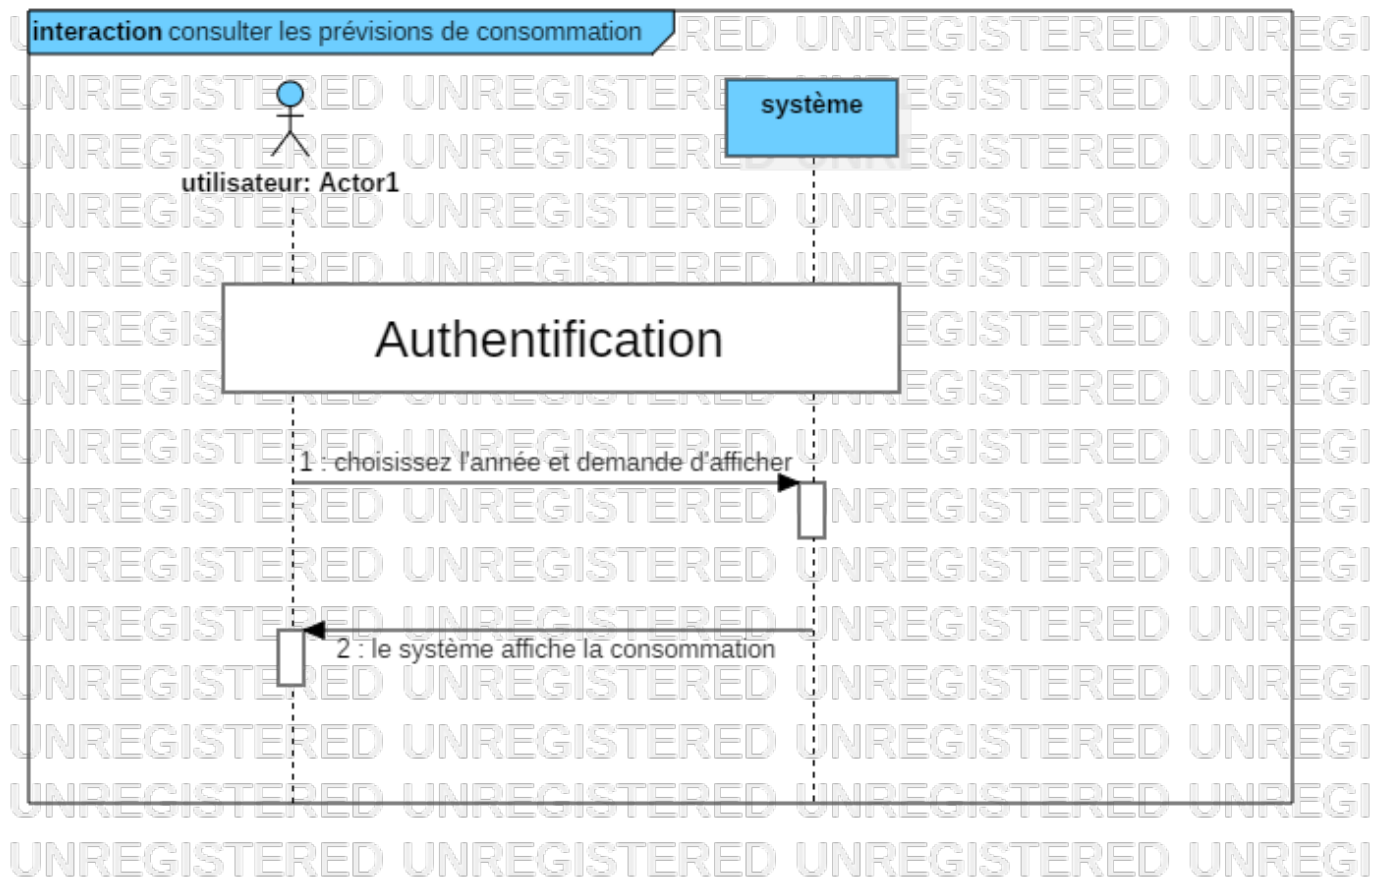 interaction consulter les prévisions de consommation
utilisateur: Actor1
système
Authentification
1 : choisissez l'année et demande d'afficher
2 : le système affiche la consommation
UNREGISTERED UNREGISTERED UNREGISTERED UNREGI